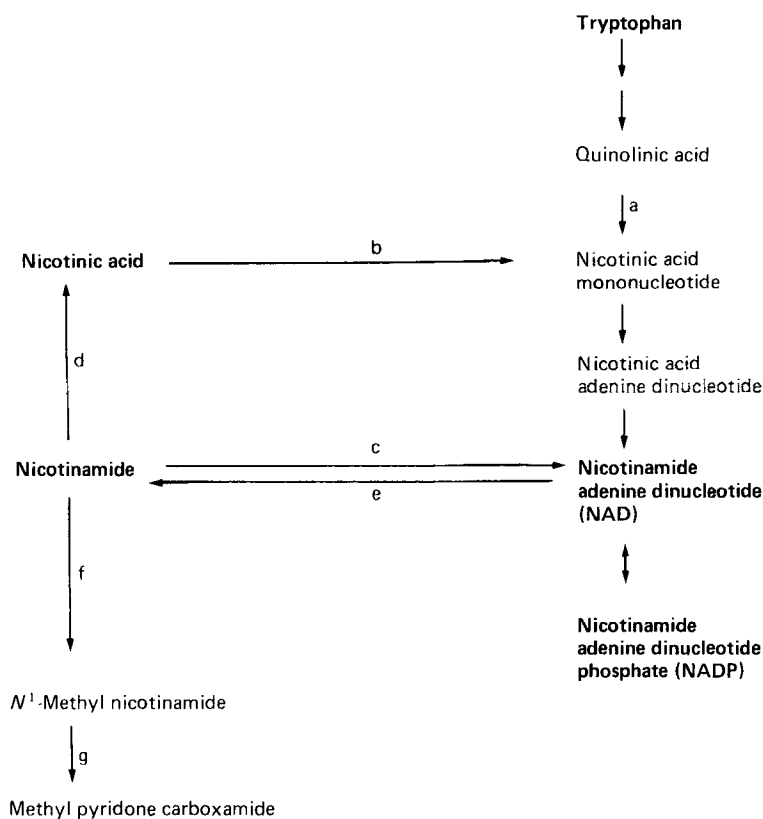 Tryptophan
Quinolinic acid
a
Nicotinic acid
b
Nicotinic acid
mononucleotide
d
Nicotinic acid
adenine dinucleotide
Nicotinamide
c
e
Nicotinamide
adenine dinucleotide
(NAD)
f
Nicotinamide
adenine dinucleotide
phosphate (NADP)
N¹-Methyl nicotinamide
g
Methyl pyridone carboxamide